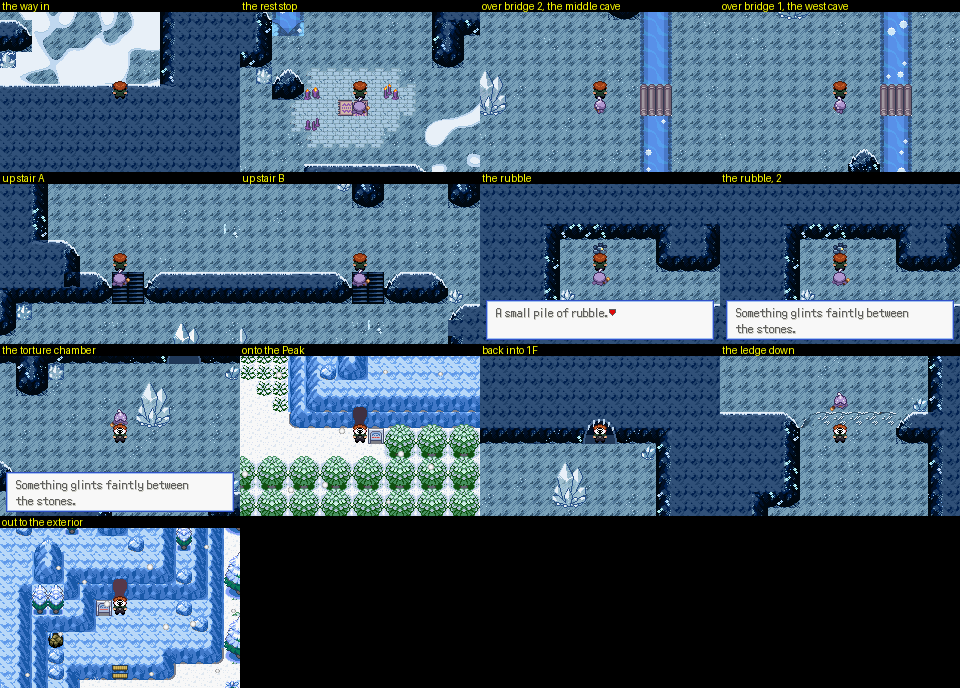 the way in
the rest stop
over bridge 2, the middle cave
over bridge 1, the west cave
upstair A
upstair B
the rubble
the rubble, 2
A small pile of rubble.
Something glints faintly between
the stones.
the torture chamber
onto the Peak
back into 1F
the ledge down
Something glints faintly between
the stones.
out to the exterior